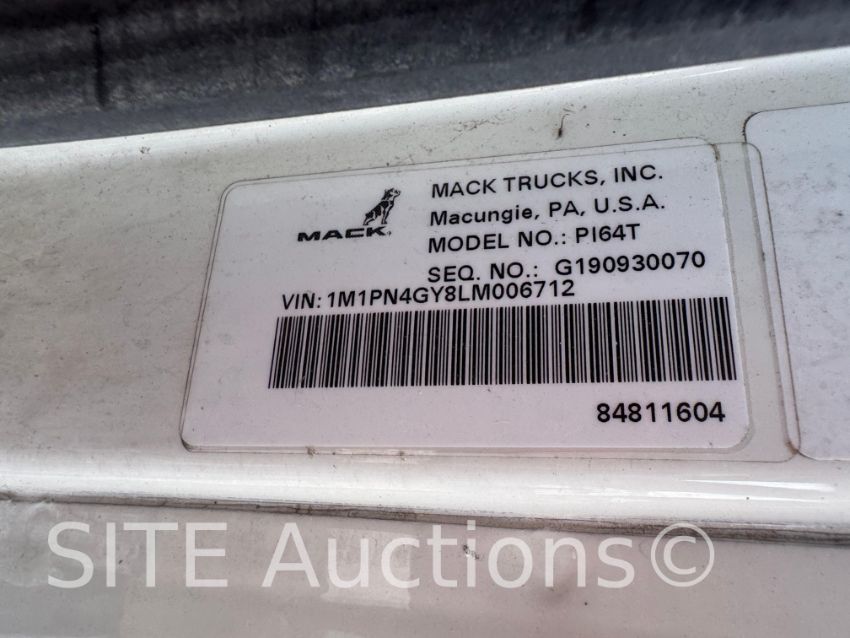 MACK
MACK TRUCKS, INC.
Macungie, PA, U.S.A.
MODEL NO.: PI64T
SEQ. NO.: G190930070
VIN: 1M1PN4GY8LM006712
84811604
SITE Auctions©